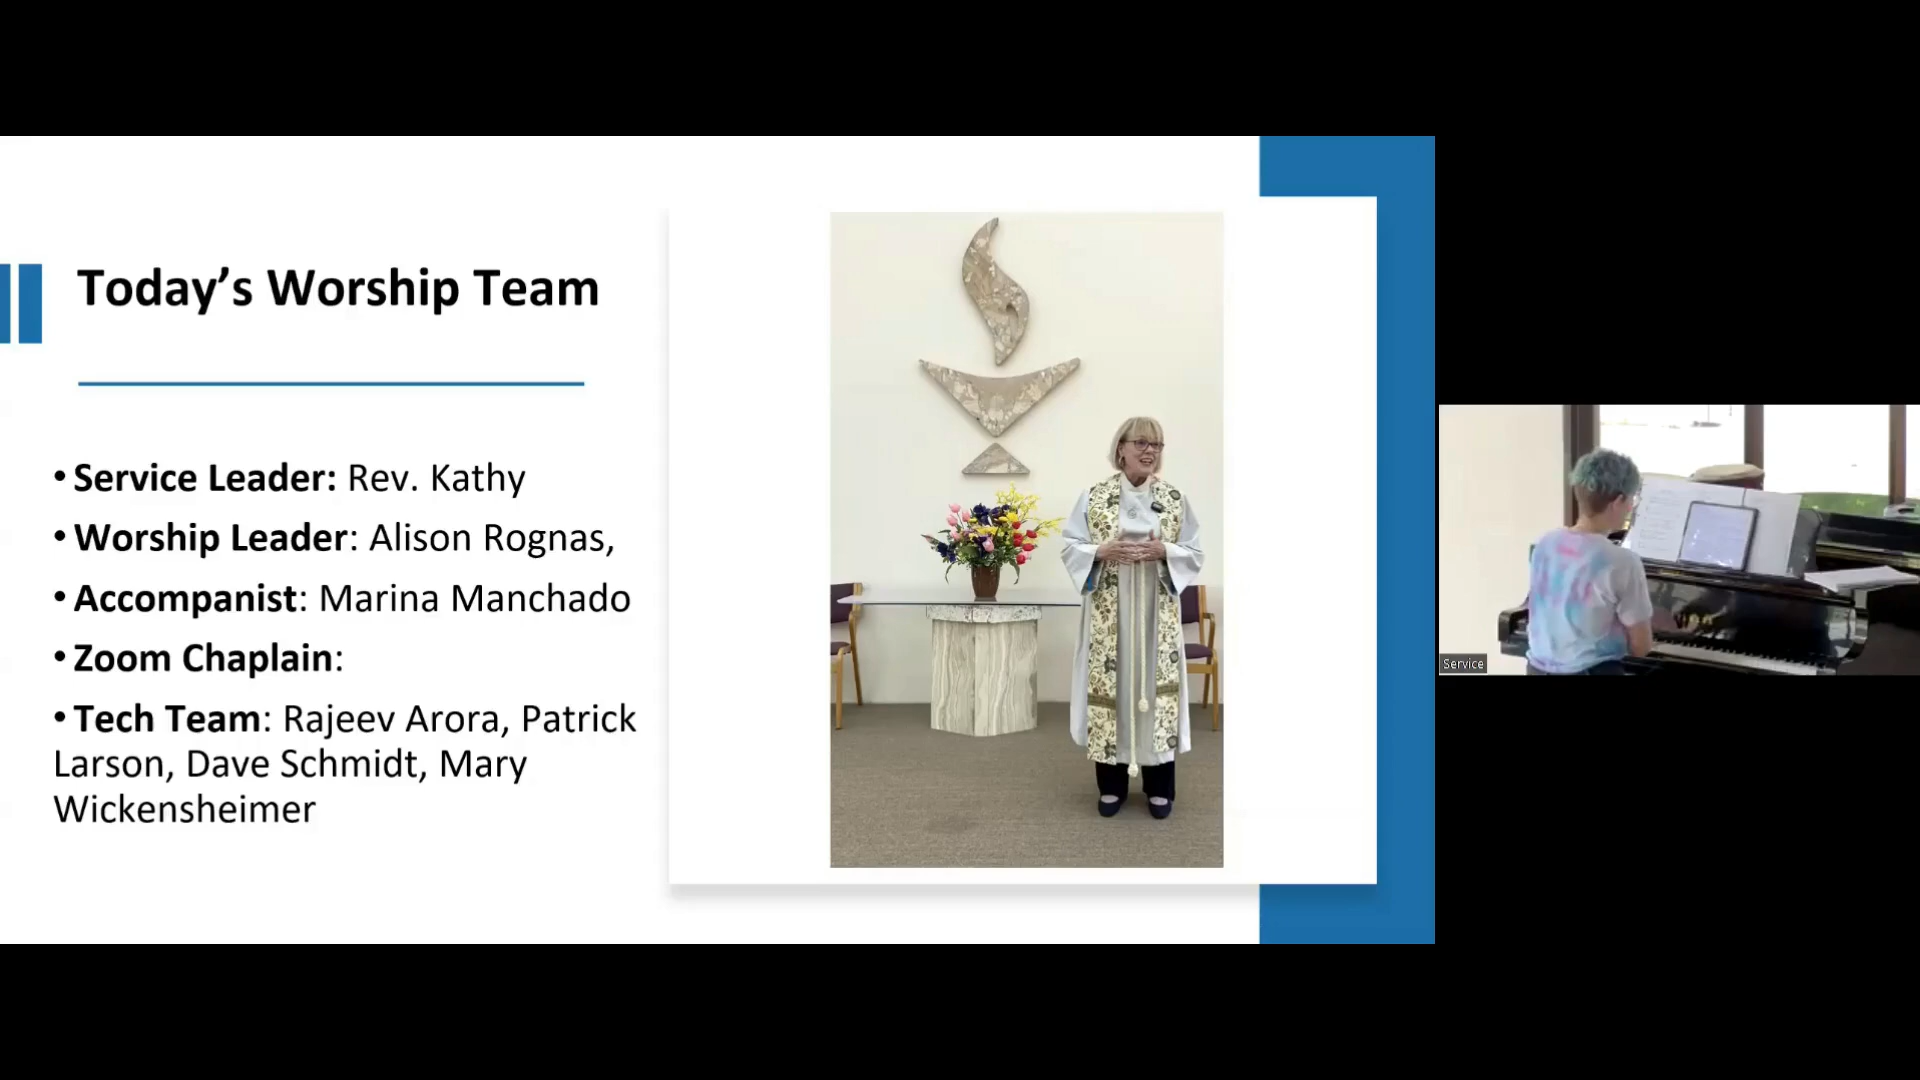 Today’s Worship Team
• Service Leader: Rev. Kathy
• Worship Leader: Alison Rognas,
• Accompanist: Marina Manchado
• Zoom Chaplain:
• Tech Team: Rajeev Arora, Patrick
Larson, Dave Schmidt, Mary
Wickensheimer
Service